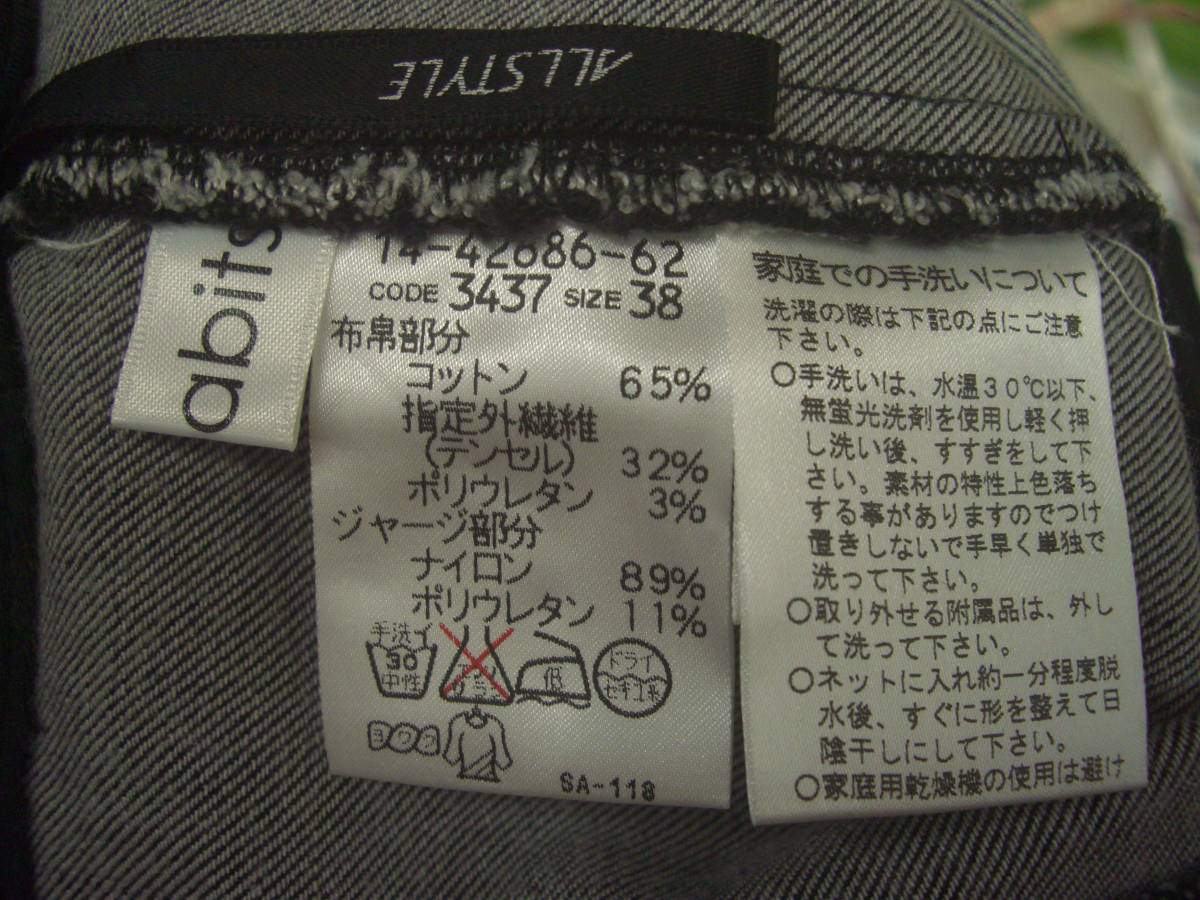 ALLSTYLE
abits
14-42686-62
CODE 3437 SIZE 38
布帛部分
コットン 65%
指定外繊維
(テンセル) 32%
ポリウレタン 3%
ジャージ部分
ナイロン 89%
ポリウレタン 11%
手洗イ
30
中性
低
ドライ
セキユ系
SA-118
家庭での手洗いについて
洗濯の際は下記の点にご注意
下さい。
○手洗いは、水温30℃以下、
無蛍光洗剤を使用し軽く押
し洗い後、すすぎをして下
さい。素材の特性上色落ち
する事がありますのでつけ
置きしないで手早く単独で
洗って下さい。
○取り外せる附属品は、外し
て洗って下さい。
○ネットに入れ約一分程度脱
水後、すぐに形を整えて日
陰干しにして下さい。
○家庭用乾燥機の使用は避け